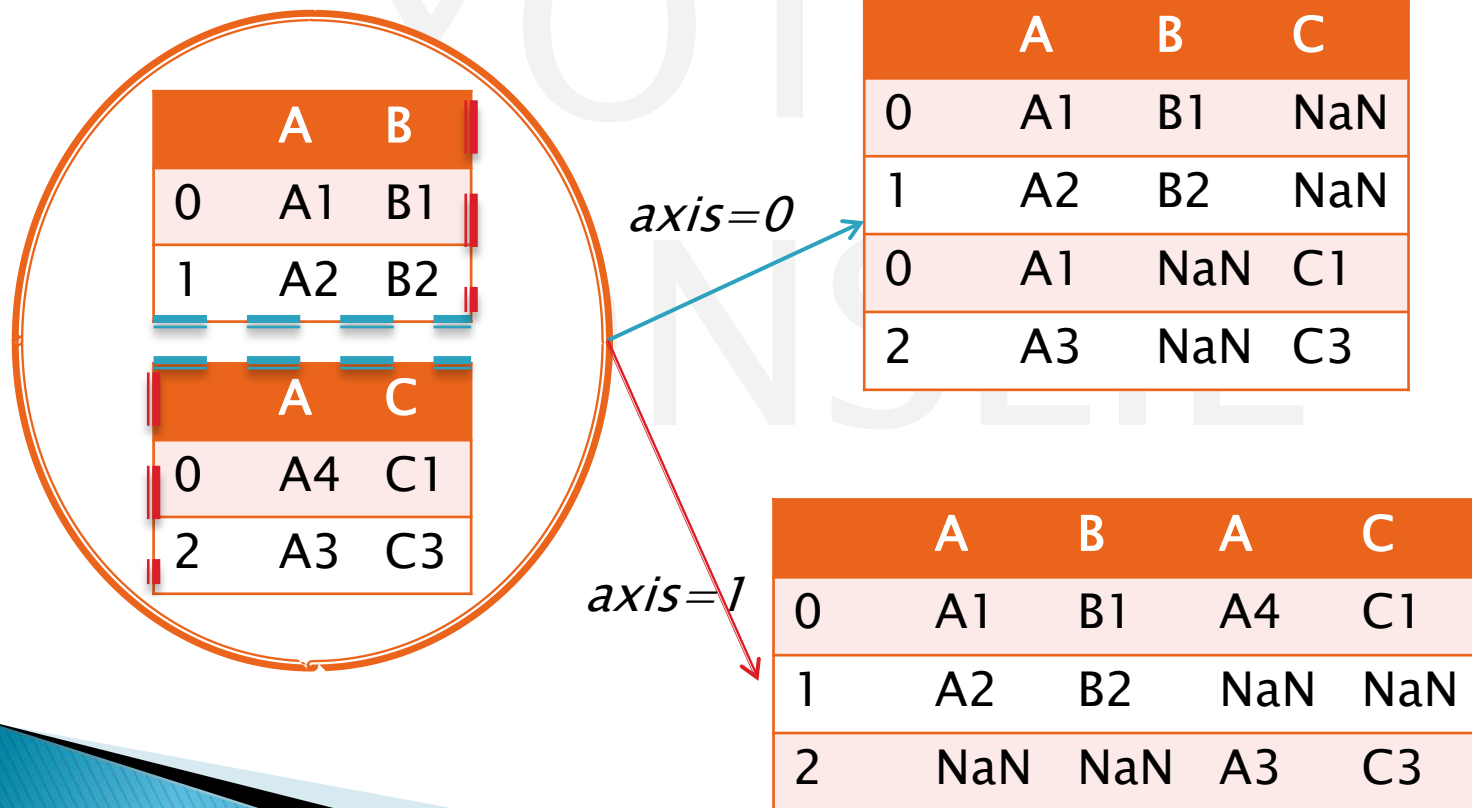 A B
0 A1 B1
1 A2 B2
A C
0 A4 C1
2 A3 C3
axis=0
A B C
0 A1 B1 NaN
1 A2 B2 NaN
0 A1 NaN C1
2 A3 NaN C3
axis=1
A B A C
0 A1 B1 A4 C1
1 A2 B2 NaN NaN
2 NaN NaN A3 C3